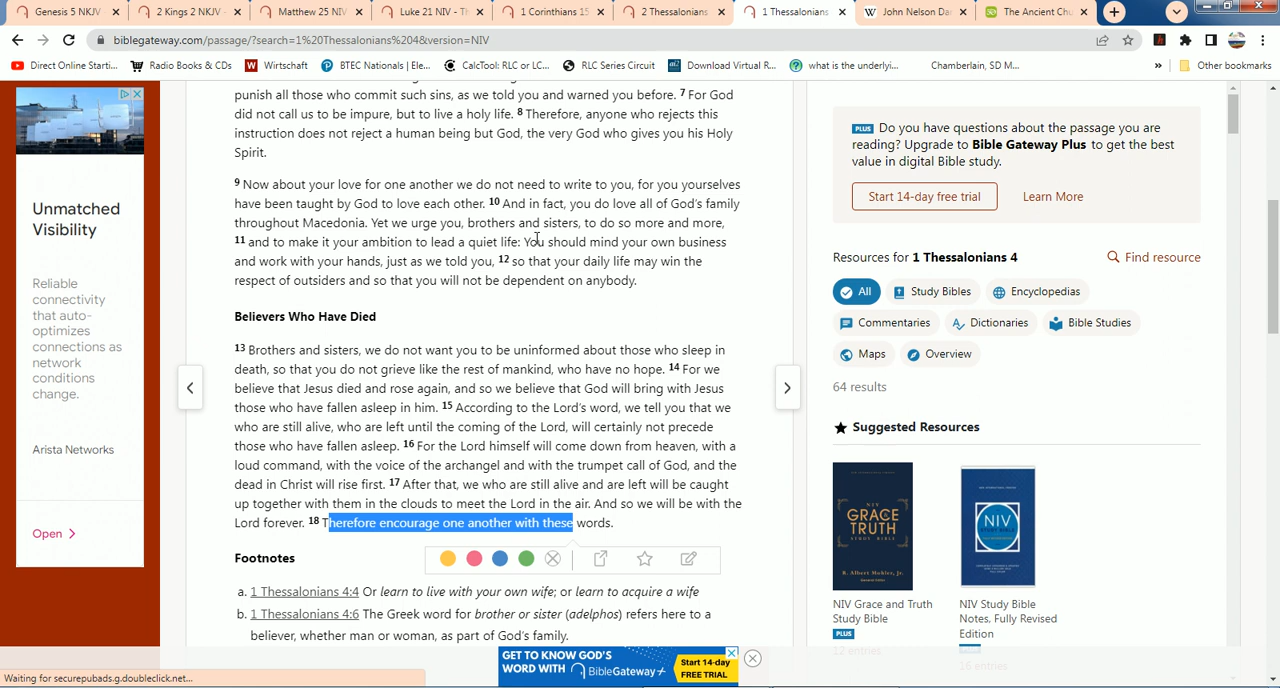 Genesis 5 NKJV
2 Kings 2 NKJV -
Matthew 25 NIV
Luke 21 NIV - Th
1 Corinthians 15
2 Thessalonians
1 Thessalonians
John Nelson Da
The Ancient Chu
biblegateway.com/passage/?search=1%20Thessalonians%204&version=NIV
Direct Online Starti...
Radio Books & CDs
Wirtschaft
BTEC Nationals | Ele...
CalcTool: RLC or LC...
RLC Series Circuit
Download Virtual R...
what is the underlyi...
Chamberlain, SD M...
»
Other bookmarks
punish all those who commit such sins, as we told you and warned you before. 7 For God
did not call us to be impure, but to live a holy life. 8 Therefore, anyone who rejects this
instruction does not reject a human being but God, the very God who gives you his Holy
Spirit.
9 Now about your love for one another we do not need to write to you, for you yourselves
have been taught by God to love each other. 10 And in fact, you do love all of God's family
throughout Macedonia. Yet we urge you, brothers and sisters, to do so more and more,
11 and to make it your ambition to lead a quiet life: You should mind your own business
and work with your hands, just as we told you, 12 so that your daily life may win the
respect of outsiders and so that you will not be dependent on anybody.
Believers Who Have Died
13 Brothers and sisters, we do not want you to be uninformed about those who sleep in
death, so that you do not grieve like the rest of mankind, who have no hope. 14 For we
believe that Jesus died and rose again, and so we believe that God will bring with Jesus
those who have fallen asleep in him. 15 According to the Lord's word, we tell you that we
who are still alive, who are left until the coming of the Lord, will certainly not precede
those who have fallen asleep. 16 For the Lord himself will come down from heaven, with a
loud command, with the voice of the archangel and with the trumpet call of God, and the
dead in Christ will rise first. 17 After that, we who are still alive and are left will be caught
up together with them in the clouds to meet the Lord in the air. And so we will be with the
Lord forever. 18 Therefore encourage one another with these words.
Footnotes
a. 1 Thessalonians 4:4 Or learn to live with your own wife; or learn to acquire a wife
b. 1 Thessalonians 4:6 The Greek word for brother or sister (adelphos) refers here to a
believer, whether man or woman, as part of God's family.
Unmatched
Visibility
Reliable
connectivity
that auto-
optimizes
connections as
network
conditions
change.
Arista Networks
Open
PLUS Do you have questions about the passage you are
reading? Upgrade to Bible Gateway Plus to get the best
value in digital Bible study.
Start 14-day free trial
Learn More
Resources for 1 Thessalonians 4
Find resource
All
Study Bibles
Encyclopedias
Commentaries
Dictionaries
Bible Studies
Maps
Overview
64 results
Suggested Resources
NIV
GRACE
&
TRUTH
STUDY BIBLE
R. Albert Mohler, Jr.
NIV
NIV Grace and Truth
Study Bible
PLUS
12 entries
NIV Study Bible
Notes, Fully Revised
Edition
16 entries
GET TO KNOW GOD'S
WORD WITH BIBLEGATEWAY+
Start 14-day
FREE TRIAL
Waiting for securepubads.g.doubleclick.net...